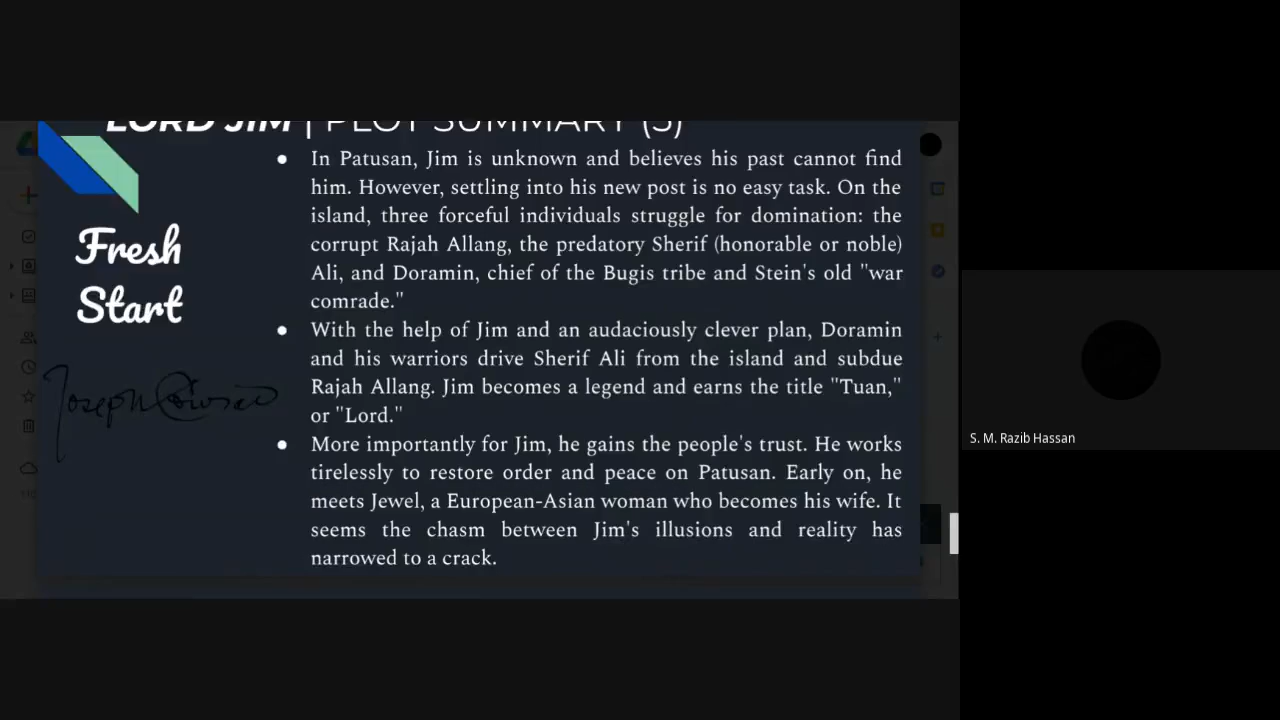 LORD JIM | PLOT SUMMARY (5)
Fresh
Start
● In Patusan, Jim is unknown and believes his past cannot find
him. However, settling into his new post is no easy task. On the
island, three forceful individuals struggle for domination: the
corrupt Rajah Allang, the predatory Sherif (honorable or noble)
Ali, and Doramin, chief of the Bugis tribe and Stein's old "war
comrade."
● With the help of Jim and an audaciously clever plan, Doramin
and his warriors drive Sherif Ali from the island and subdue
Rajah Allang. Jim becomes a legend and earns the title "Tuan,"
or "Lord."
● More importantly for Jim, he gains the people's trust. He works
tirelessly to restore order and peace on Patusan. Early on, he
meets Jewel, a European-Asian woman who becomes his wife. It
seems the chasm between Jim's illusions and reality has
narrowed to a crack.
Joseph Conrad
S. M. Razib Hassan